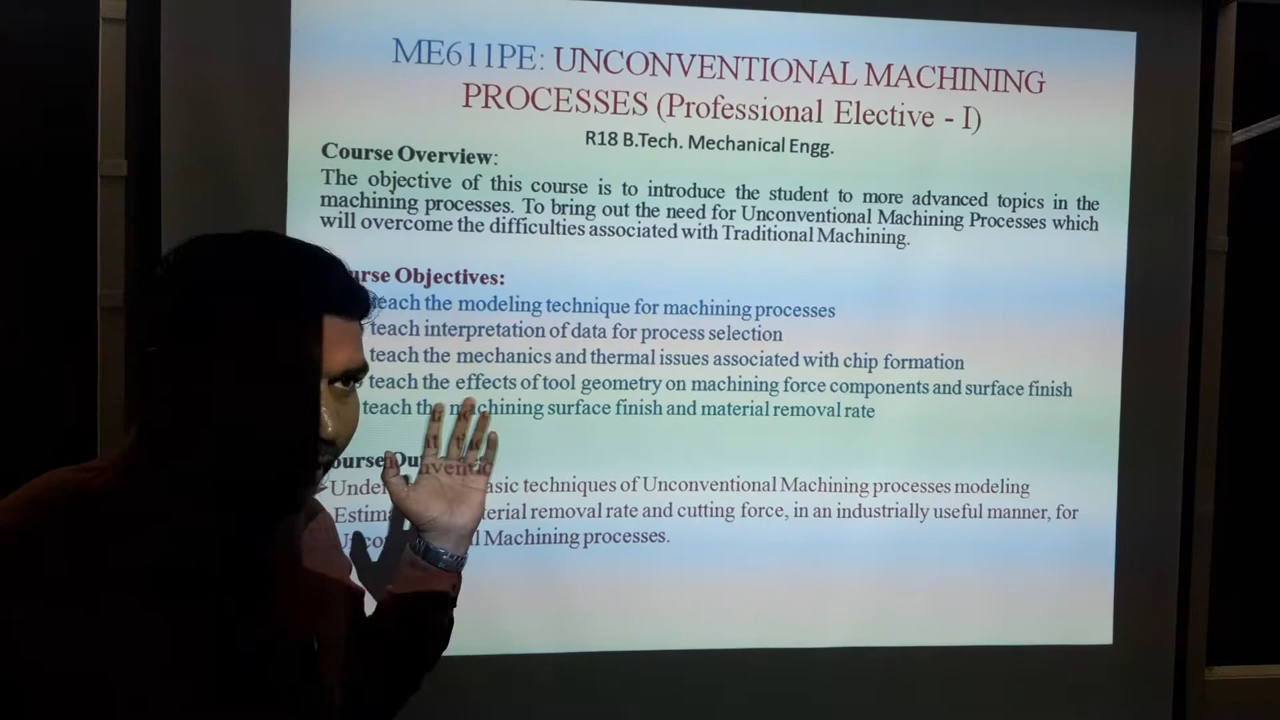 ME611PE: UNCONVENTIONAL MACHINING
PROCESSES (Professional Elective - I)
R18 B.Tech. Mechanical Engg.
Course Overview:
The objective of this course is to introduce the student to more advanced topics in the
machining processes. To bring out the need for Unconventional Machining Processes which
will overcome the difficulties associated with Traditional Machining.
Objectives:
teach the modeling technique for machining processes
teach interpretation of data for process selection
teach the mechanics and thermal issues associated with chip formation
teach the effects of tool geometry on machining force components and surface finish
teach the machining surface finish and material removal rate
techniques of Unconventional Machining processes modeling
removal rate and cutting force, in an industrially useful manner, for
Machining processes.